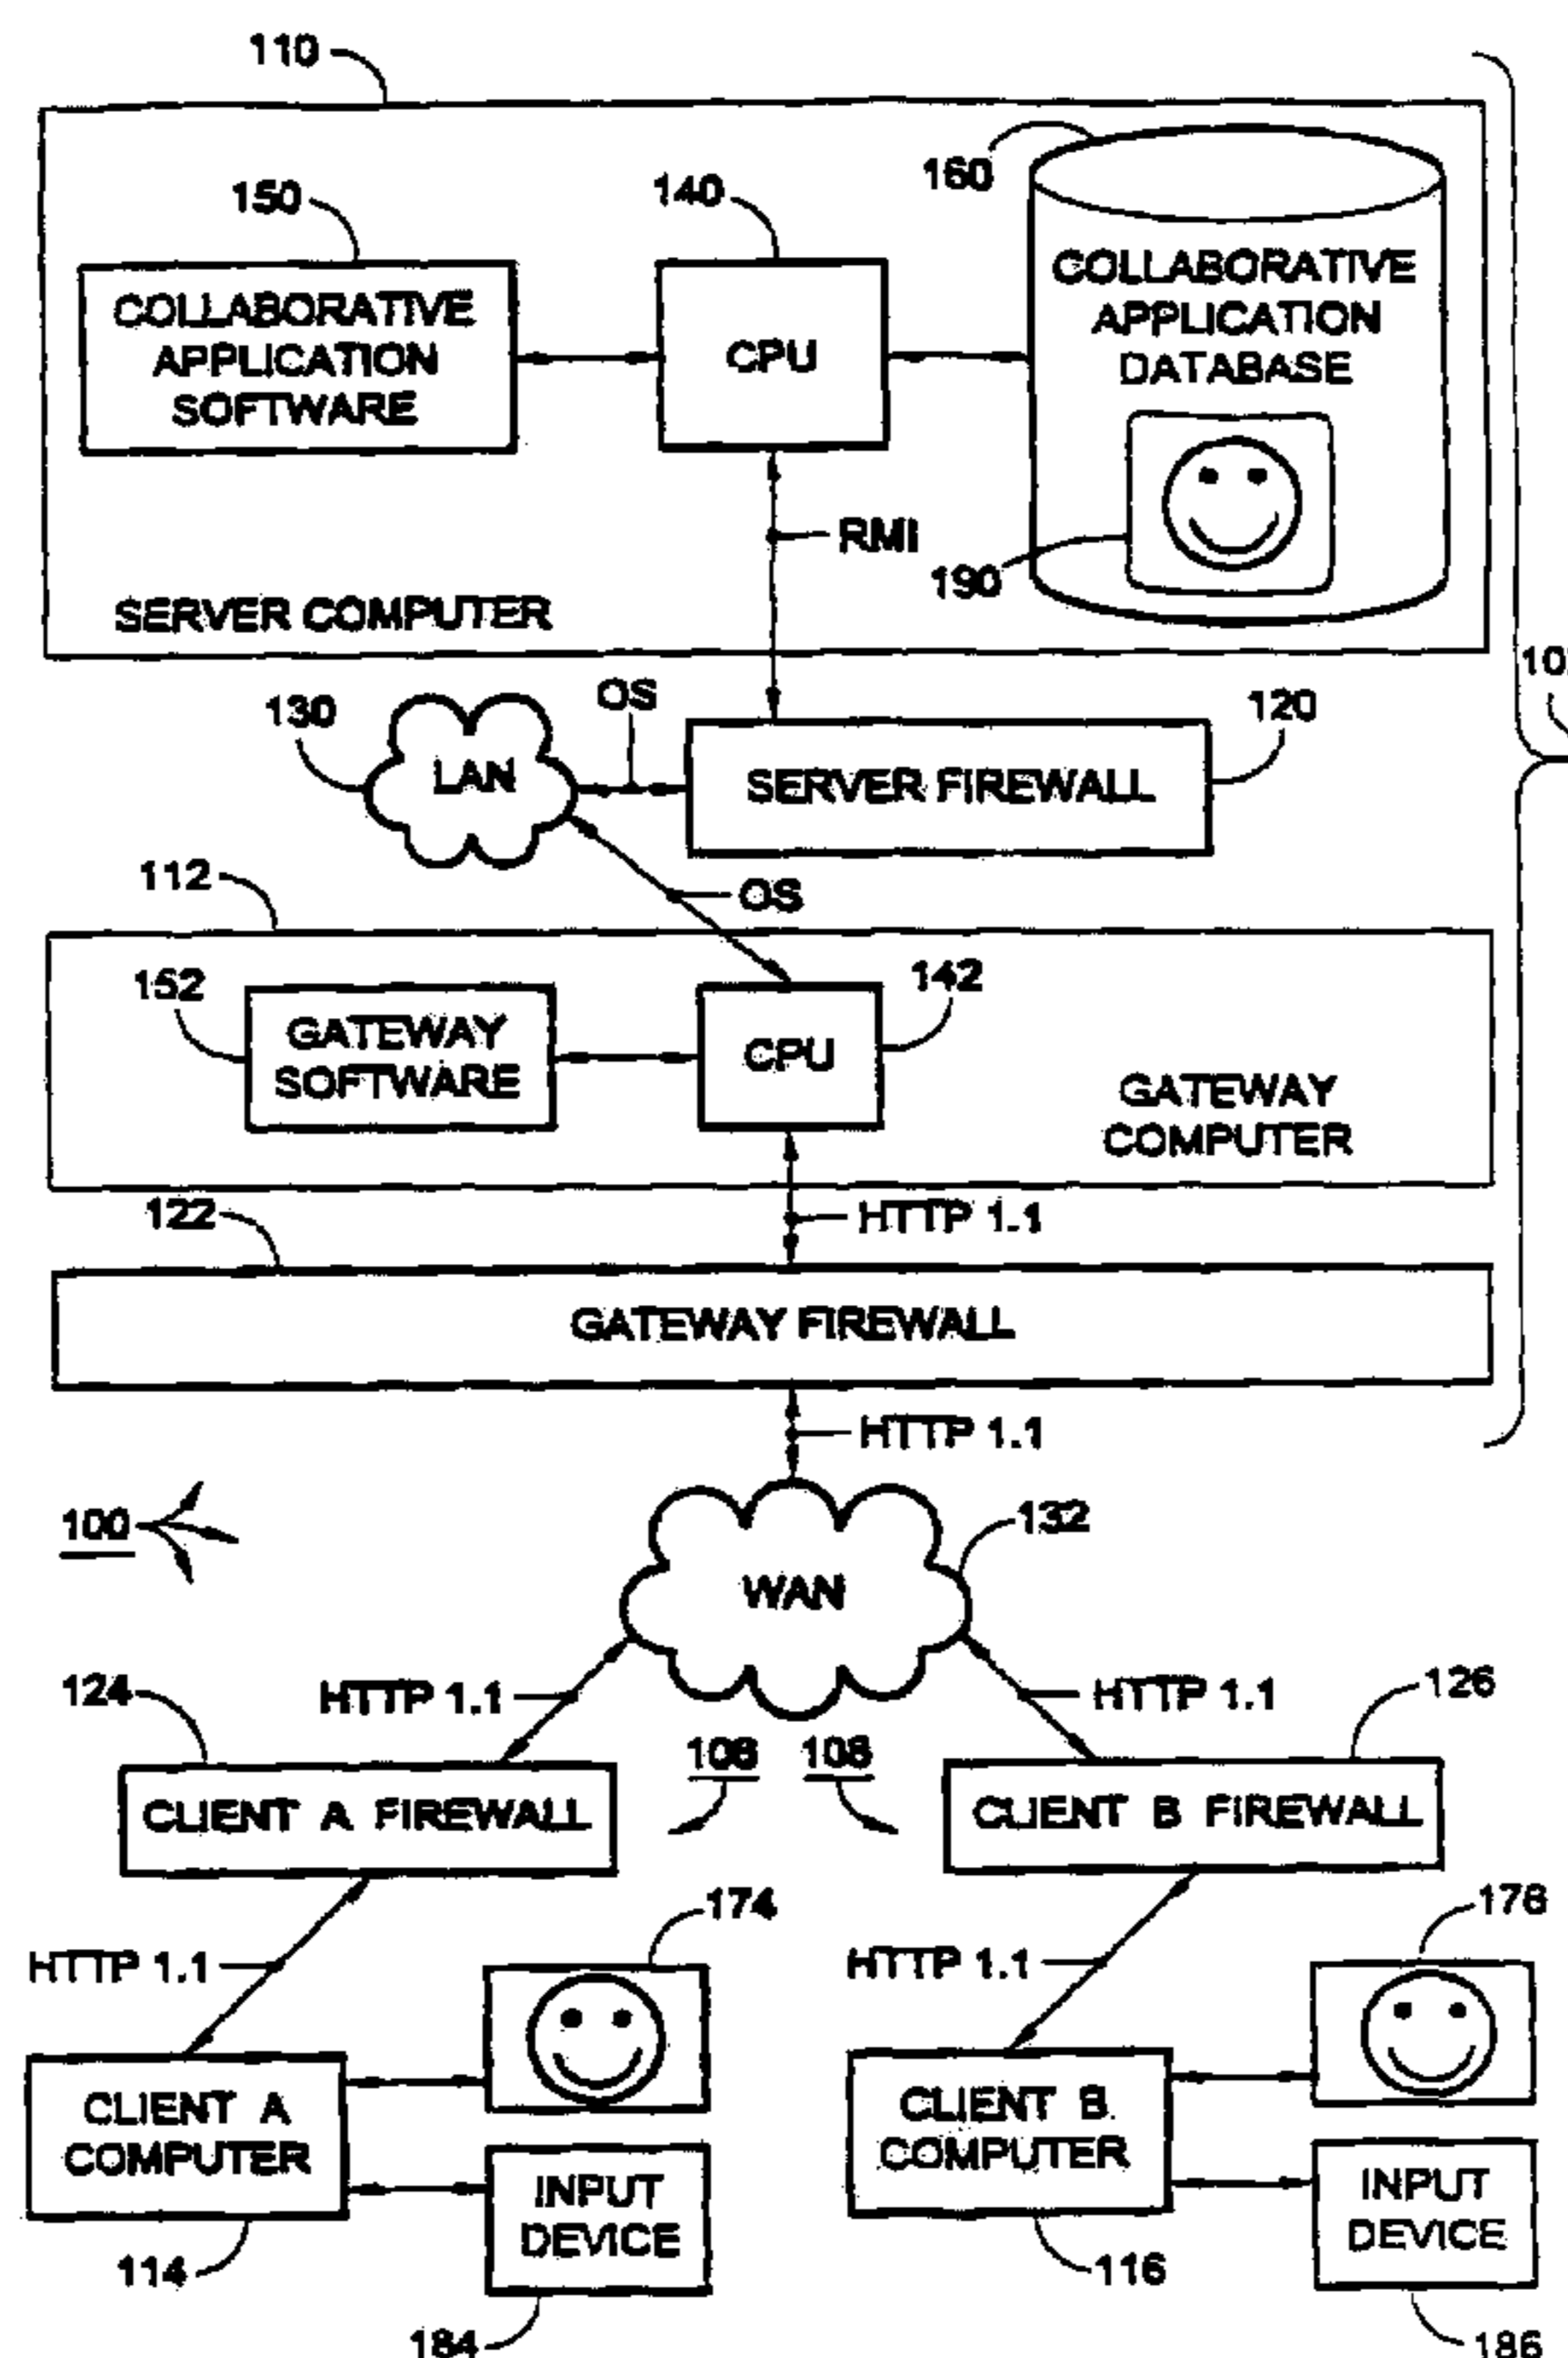 110
160
150
140
COLLABORATIVE
APPLICATION
SOFTWARE
CPU
COLLABORATIVE
APPLICATION
DATABASE
RMI
190
SERVER COMPUTER
130
OS
120
LAN
SERVER FIREWALL
112
OS
152
142
GATEWAY
SOFTWARE
CPU
GATEWAY
COMPUTER
122
HTTP 1.1
GATEWAY FIREWALL
HTTP 1.1
100
132
WAN
124
HTTP 1.1
HTTP 1.1
126
106
108
CLIENT A FIREWALL
CLIENT B FIREWALL
174
176
HTTP 1.1
HTTP 1.1
CLIENT A
COMPUTER
CLIENT B
COMPUTER
INPUT
DEVICE
INPUT
DEVICE
114
116
184
186